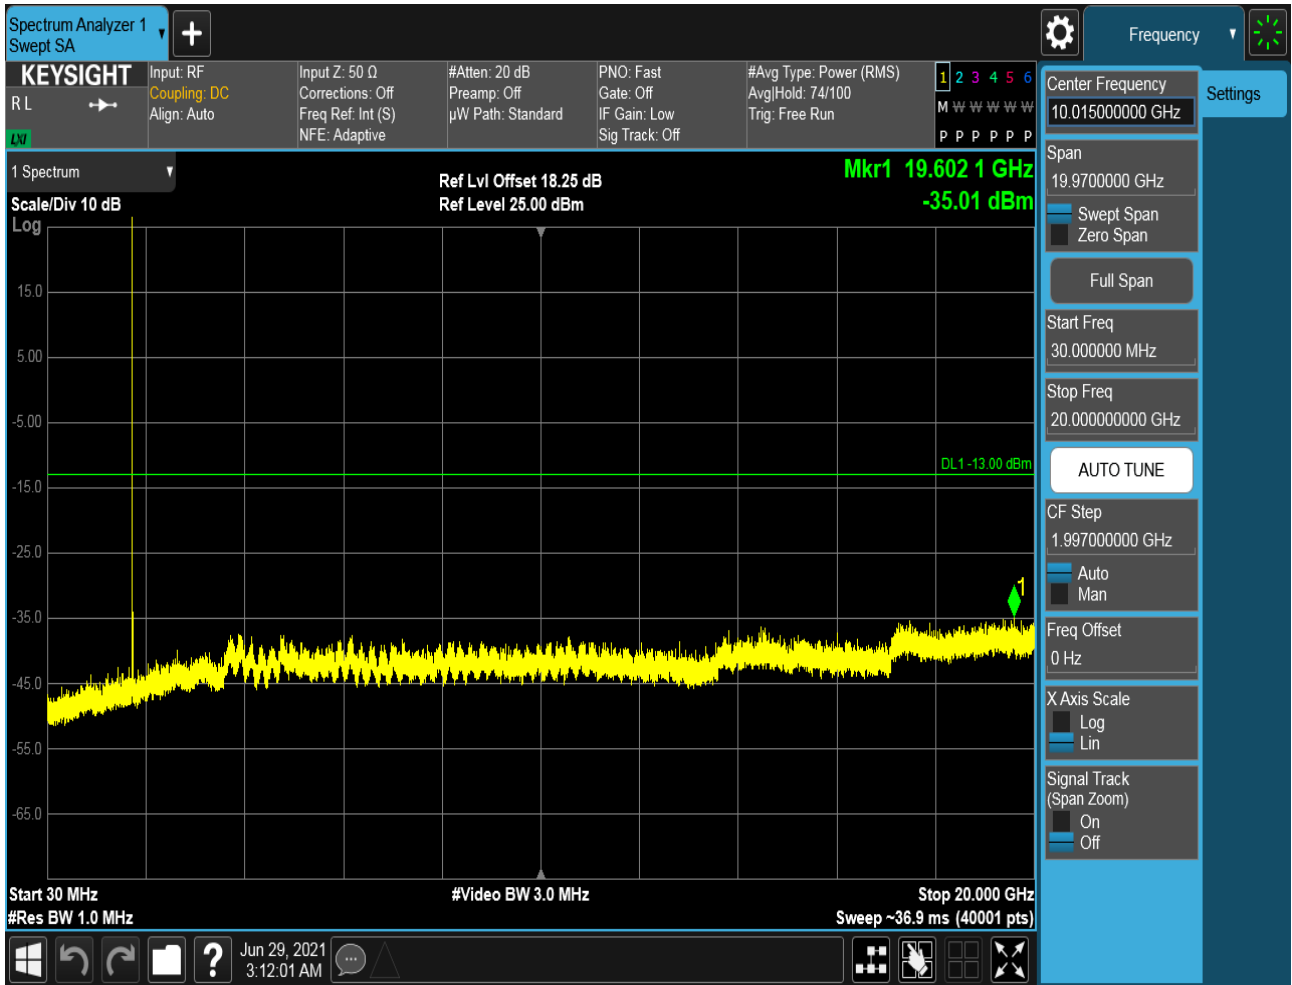 Spectrum Analyzer 1
Swept SA
Frequency
KEYSIGHT
R L
LXI
Input: RF
Coupling: DC
Align: Auto
Input Z: 50 Ω
Corrections: Off
Freq Ref: Int (S)
NFE: Adaptive
#Atten: 20 dB
Preamp: Off
µW Path: Standard
PNO: Fast
Gate: Off
IF Gain: Low
Sig Track: Off
#Avg Type: Power (RMS)
Avg|Hold: 74/100
Trig: Free Run
1 2 3 4 5 6
M W W W W W
P P P P P P
1 Spectrum
Scale/Div 10 dB
Log
Ref Lvl Offset 18.25 dB
Ref Level 25.00 dBm
Mkr1 19.602 1 GHz
-35.01 dBm
15.0
5.00
-5.00
-15.0
-25.0
-35.0
-45.0
-55.0
-65.0
DL1 -13.00 dBm
1
Start 30 MHz
#Res BW 1.0 MHz
#Video BW 3.0 MHz
Stop 20.000 GHz
Sweep ~36.9 ms (40001 pts)
?
Jun 29, 2021
3:12:01 AM
Center Frequency
10.015000000 GHz
Settings
Span
19.9700000 GHz
Swept Span
Zero Span
Full Span
Start Freq
30.000000 MHz
Stop Freq
20.000000000 GHz
AUTO TUNE
CF Step
1.997000000 GHz
Auto
Man
Freq Offset
0 Hz
X Axis Scale
Log
Lin
Signal Track
(Span Zoom)
On
Off